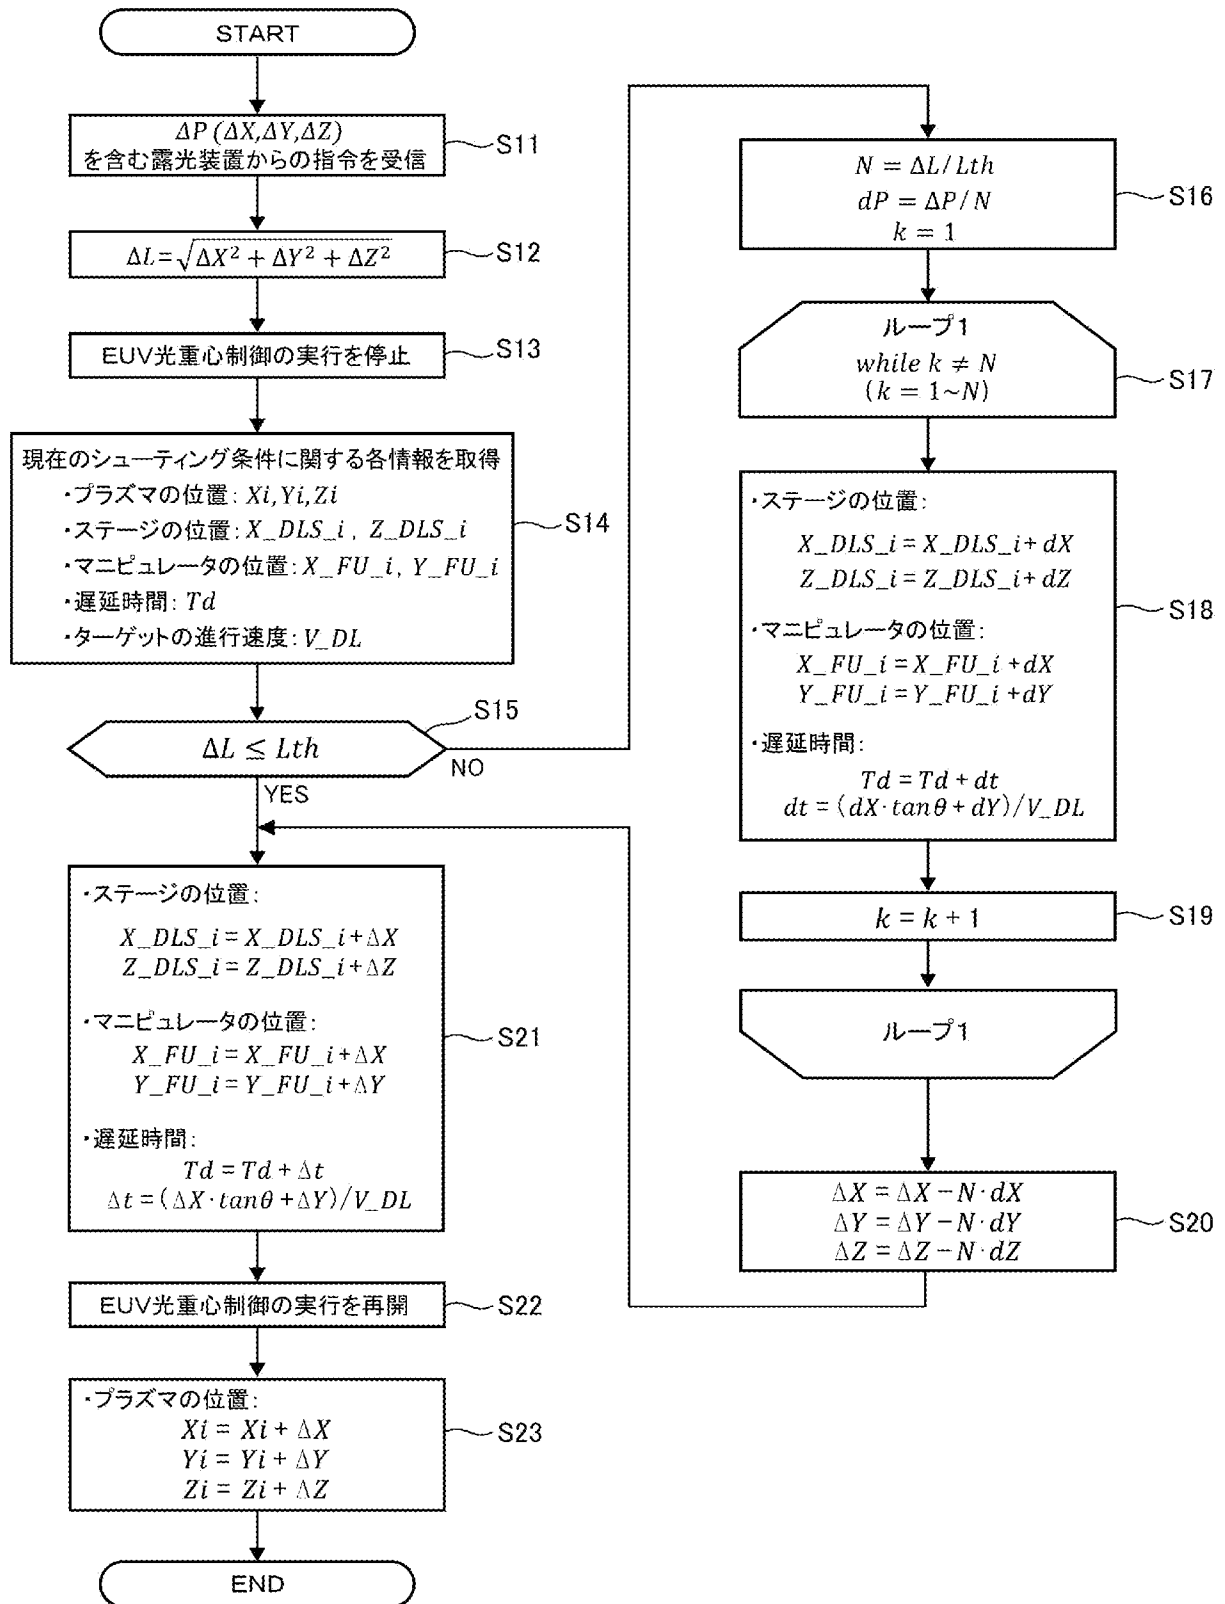 START
ΔP (ΔX,ΔY,ΔZ)
を含む露光装置からの指令を受信
S11
ΔL=√ΔX² + ΔY² + ΔZ²
S12
EUV光重心制御の実行を停止
S13
現在のシューティング条件に関する各情報を取得
・プラズマの位置: Xi,Yi,Zi
・ステージの位置: X_DLS_i , Z_DLS_i
・マニピュレータの位置: X_FU_i, Y_FU_i
・遅延時間: Td
・ターゲットの進行速度: V_DL
S14
ΔL ≦ Lth
S15
NO
YES
N = ΔL/Lth
dP = ΔP/N
k = 1
S16
ループ1
while k ≠ N
(k = 1~N)
S17
・ステージの位置:
X_DLS_i = X_DLS_i + dX
Z_DLS_i = Z_DLS_i + dZ
・マニピュレータの位置:
X_FU_i = X_FU_i + dX
Y_FU_i = Y_FU_i + dY
・遅延時間:
Td = Td + dt
dt = (dX·tanθ + dY)/V_DL
S18
k = k + 1
S19
ループ1
ΔX = ΔX − N·dX
ΔY = ΔY − N·dY
ΔZ = ΔZ − N·dZ
S20
・ステージの位置:
X_DLS_i = X_DLS_i + ΔX
Z_DLS_i = Z_DLS_i + ΔZ
・マニピュレータの位置:
X_FU_i = X_FU_i + ΔX
Y_FU_i = Y_FU_i + ΔY
・遅延時間:
Td = Td + Δt
Δt = (ΔX·tanθ + ΔY)/V_DL
S21
EUV光重心制御の実行を再開
S22
・プラズマの位置:
Xi = Xi + ΔX
Yi = Yi + ΔY
Zi = Zi + ΔZ
S23
END